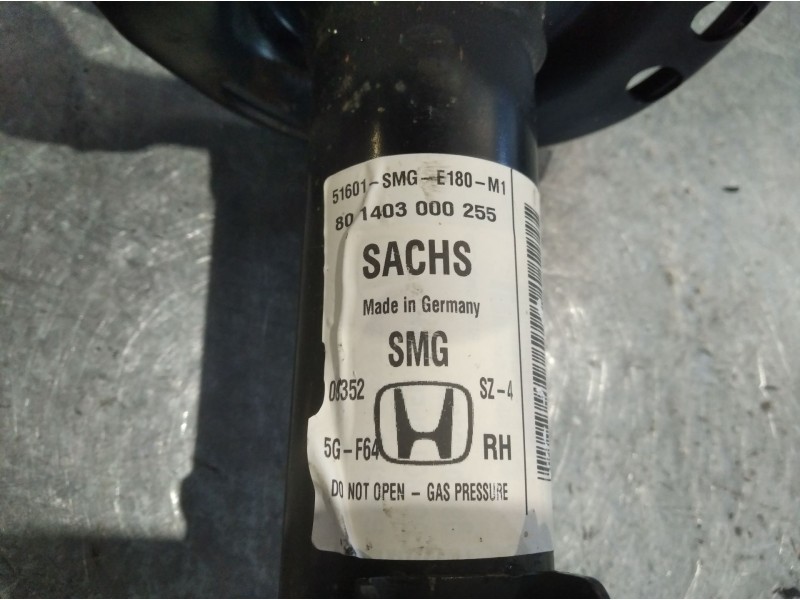 51601-SMG-E180-M1
80 1403 000 255
SACHS
Made in Germany
SMG
SZ-4
5G-F64 RH
DO NOT OPEN - GAS PRESSURE